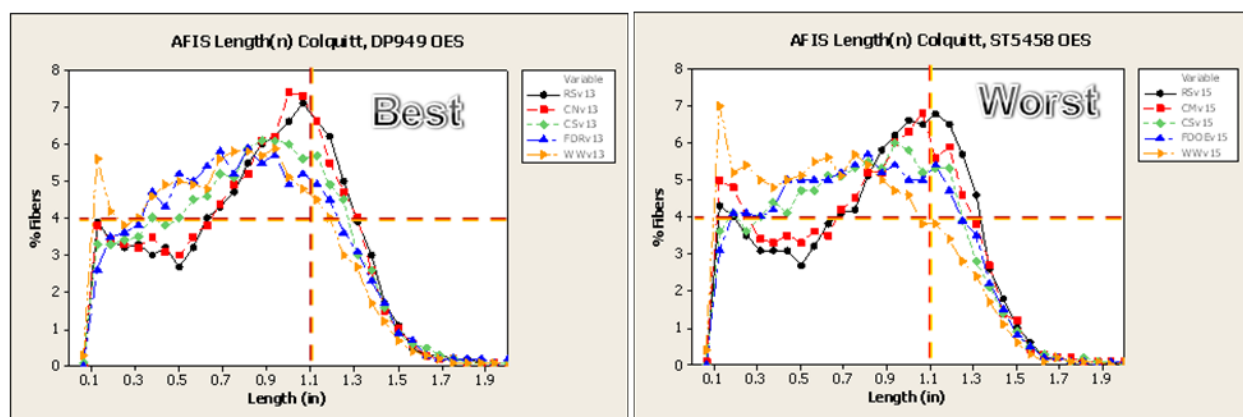 AFIS Length(n) Colquitt, DP949 OES
8
7
6
5
4
3
2
1
0
%Fibers
0.1 0.3 0.5 0.7 0.9 1.1 1.3 1.5 1.7 1.9
Length (in)
Best
Variable
RSv13
CNv13
CSv13
FDRv13
WWv13
AFIS Length(n) Colquitt, ST5458 OES
8
7
6
5
4
3
2
1
0
%Fibers
0.1 0.3 0.5 0.7 0.9 1.1 1.3 1.5 1.7 1.9
Length (in)
Worst
Variable
RSv15
CMv15
CSv15
FDOEv15
WWv15